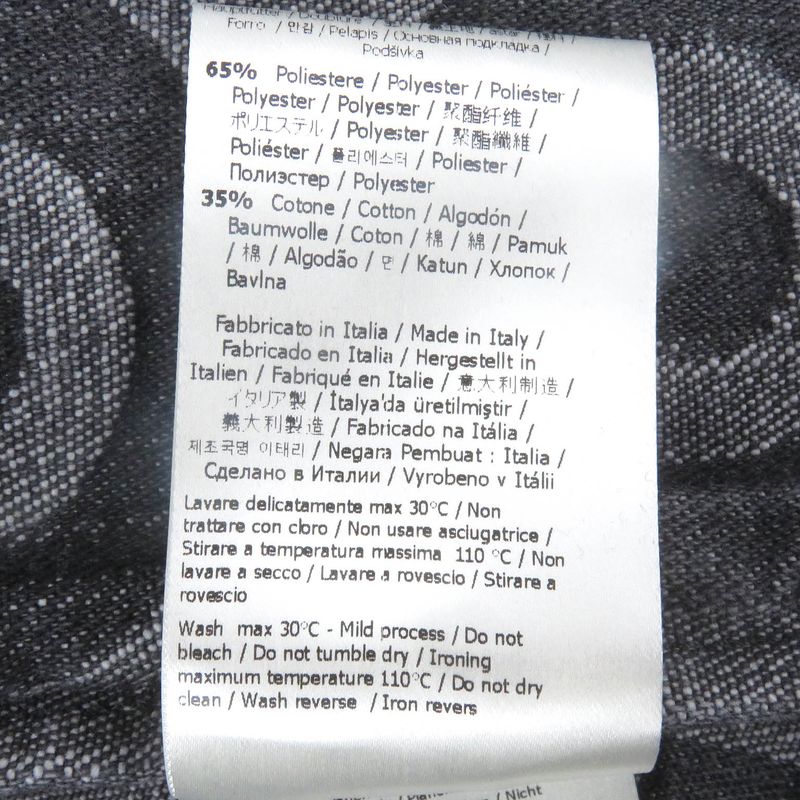 Forro / 안감 / Pelapis / Основная подкладка /
Podšívka
65% Poliestere / Polyester / Poliéster /
Polyester / Polyester / 聚酯纤维 /
ポリエステル / Polyester / 聚酯纖維 /
Poliéster / 폴리에스터 / Poliester /
Полиэстер / Polyester
35% Cotone / Cotton / Algodón /
Baumwolle / Coton / 棉 / 綿 / Pamuk
/ 棉 / Algodão / 면 / Katun / Хлопок /
Bavlna
Fabbricato in Italia / Made in Italy /
Fabricado en Italia / Hergestellt in
Italien / Fabriqué en Italie / 意大利制造 /
イタリア製 / İtalya'da üretilmiştir /
義大利製造 / Fabricado na Itália /
제조국명 이태리 / Negara Pembuat : Italia /
Сделано в Италии / Vyrobeno v Itálii
Lavare delicatamente max 30°C / Non
trattare con cloro / Non usare asciugatrice /
Stirare a temperatura massima 110 °C / Non
lavare a secco / Lavare a rovescio / Stirare a
rovescio
Wash max 30°C - Mild process / Do not
bleach / Do not tumble dry / Ironing
maximum temperature 110°C / Do not dry
clean / Wash reverse / Iron revers
/ Nicht